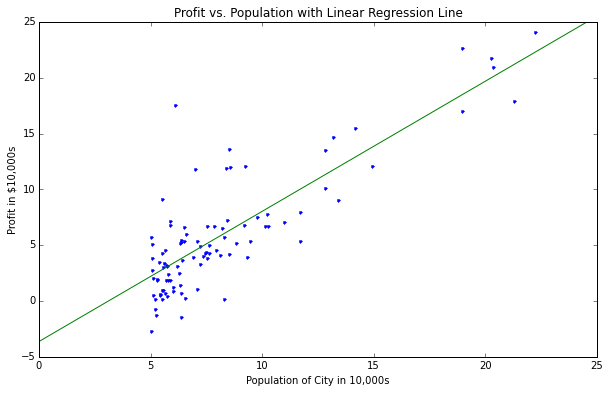 Profit vs. Population with Linear Regression Line
25
20
15
10
5
0
−5
Profit in $10,000s
0 5 10 15 20 25
Population of City in 10,000s